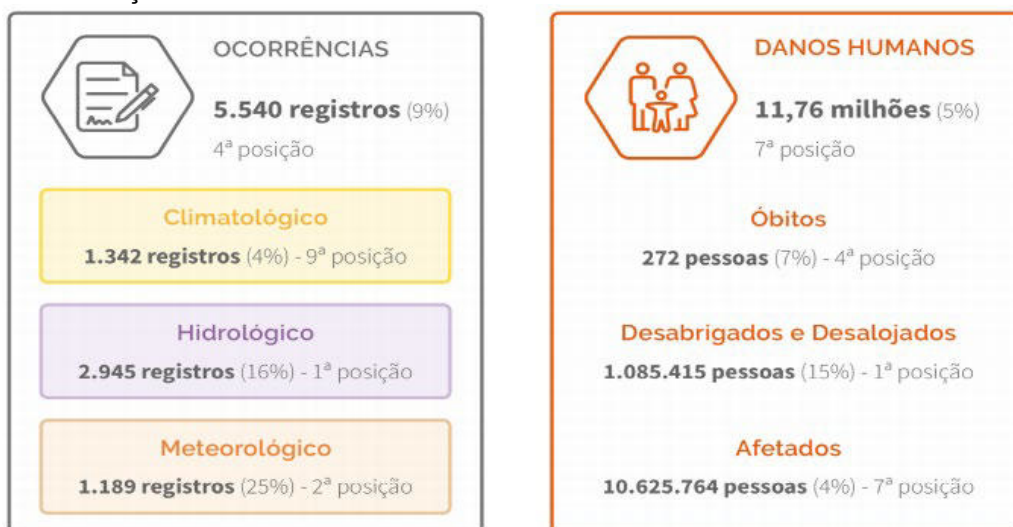 OCORRÊNCIAS
5.540 registros (9%)
4ª posição
Climatológico
1.342 registros (4%) - 9ª posição
Hidrológico
2.945 registros (16%) - 1ª posição
Meteorológico
1.189 registros (25%) - 2ª posição
DANOS HUMANOS
11,76 milhões (5%)
7ª posição
Óbitos
272 pessoas (7%) - 4ª posição
Desabrigados e Desalojados
1.085.415 pessoas (15%) - 1ª posição
Afetados
10.625.764 pessoas (4%) - 7ª posição